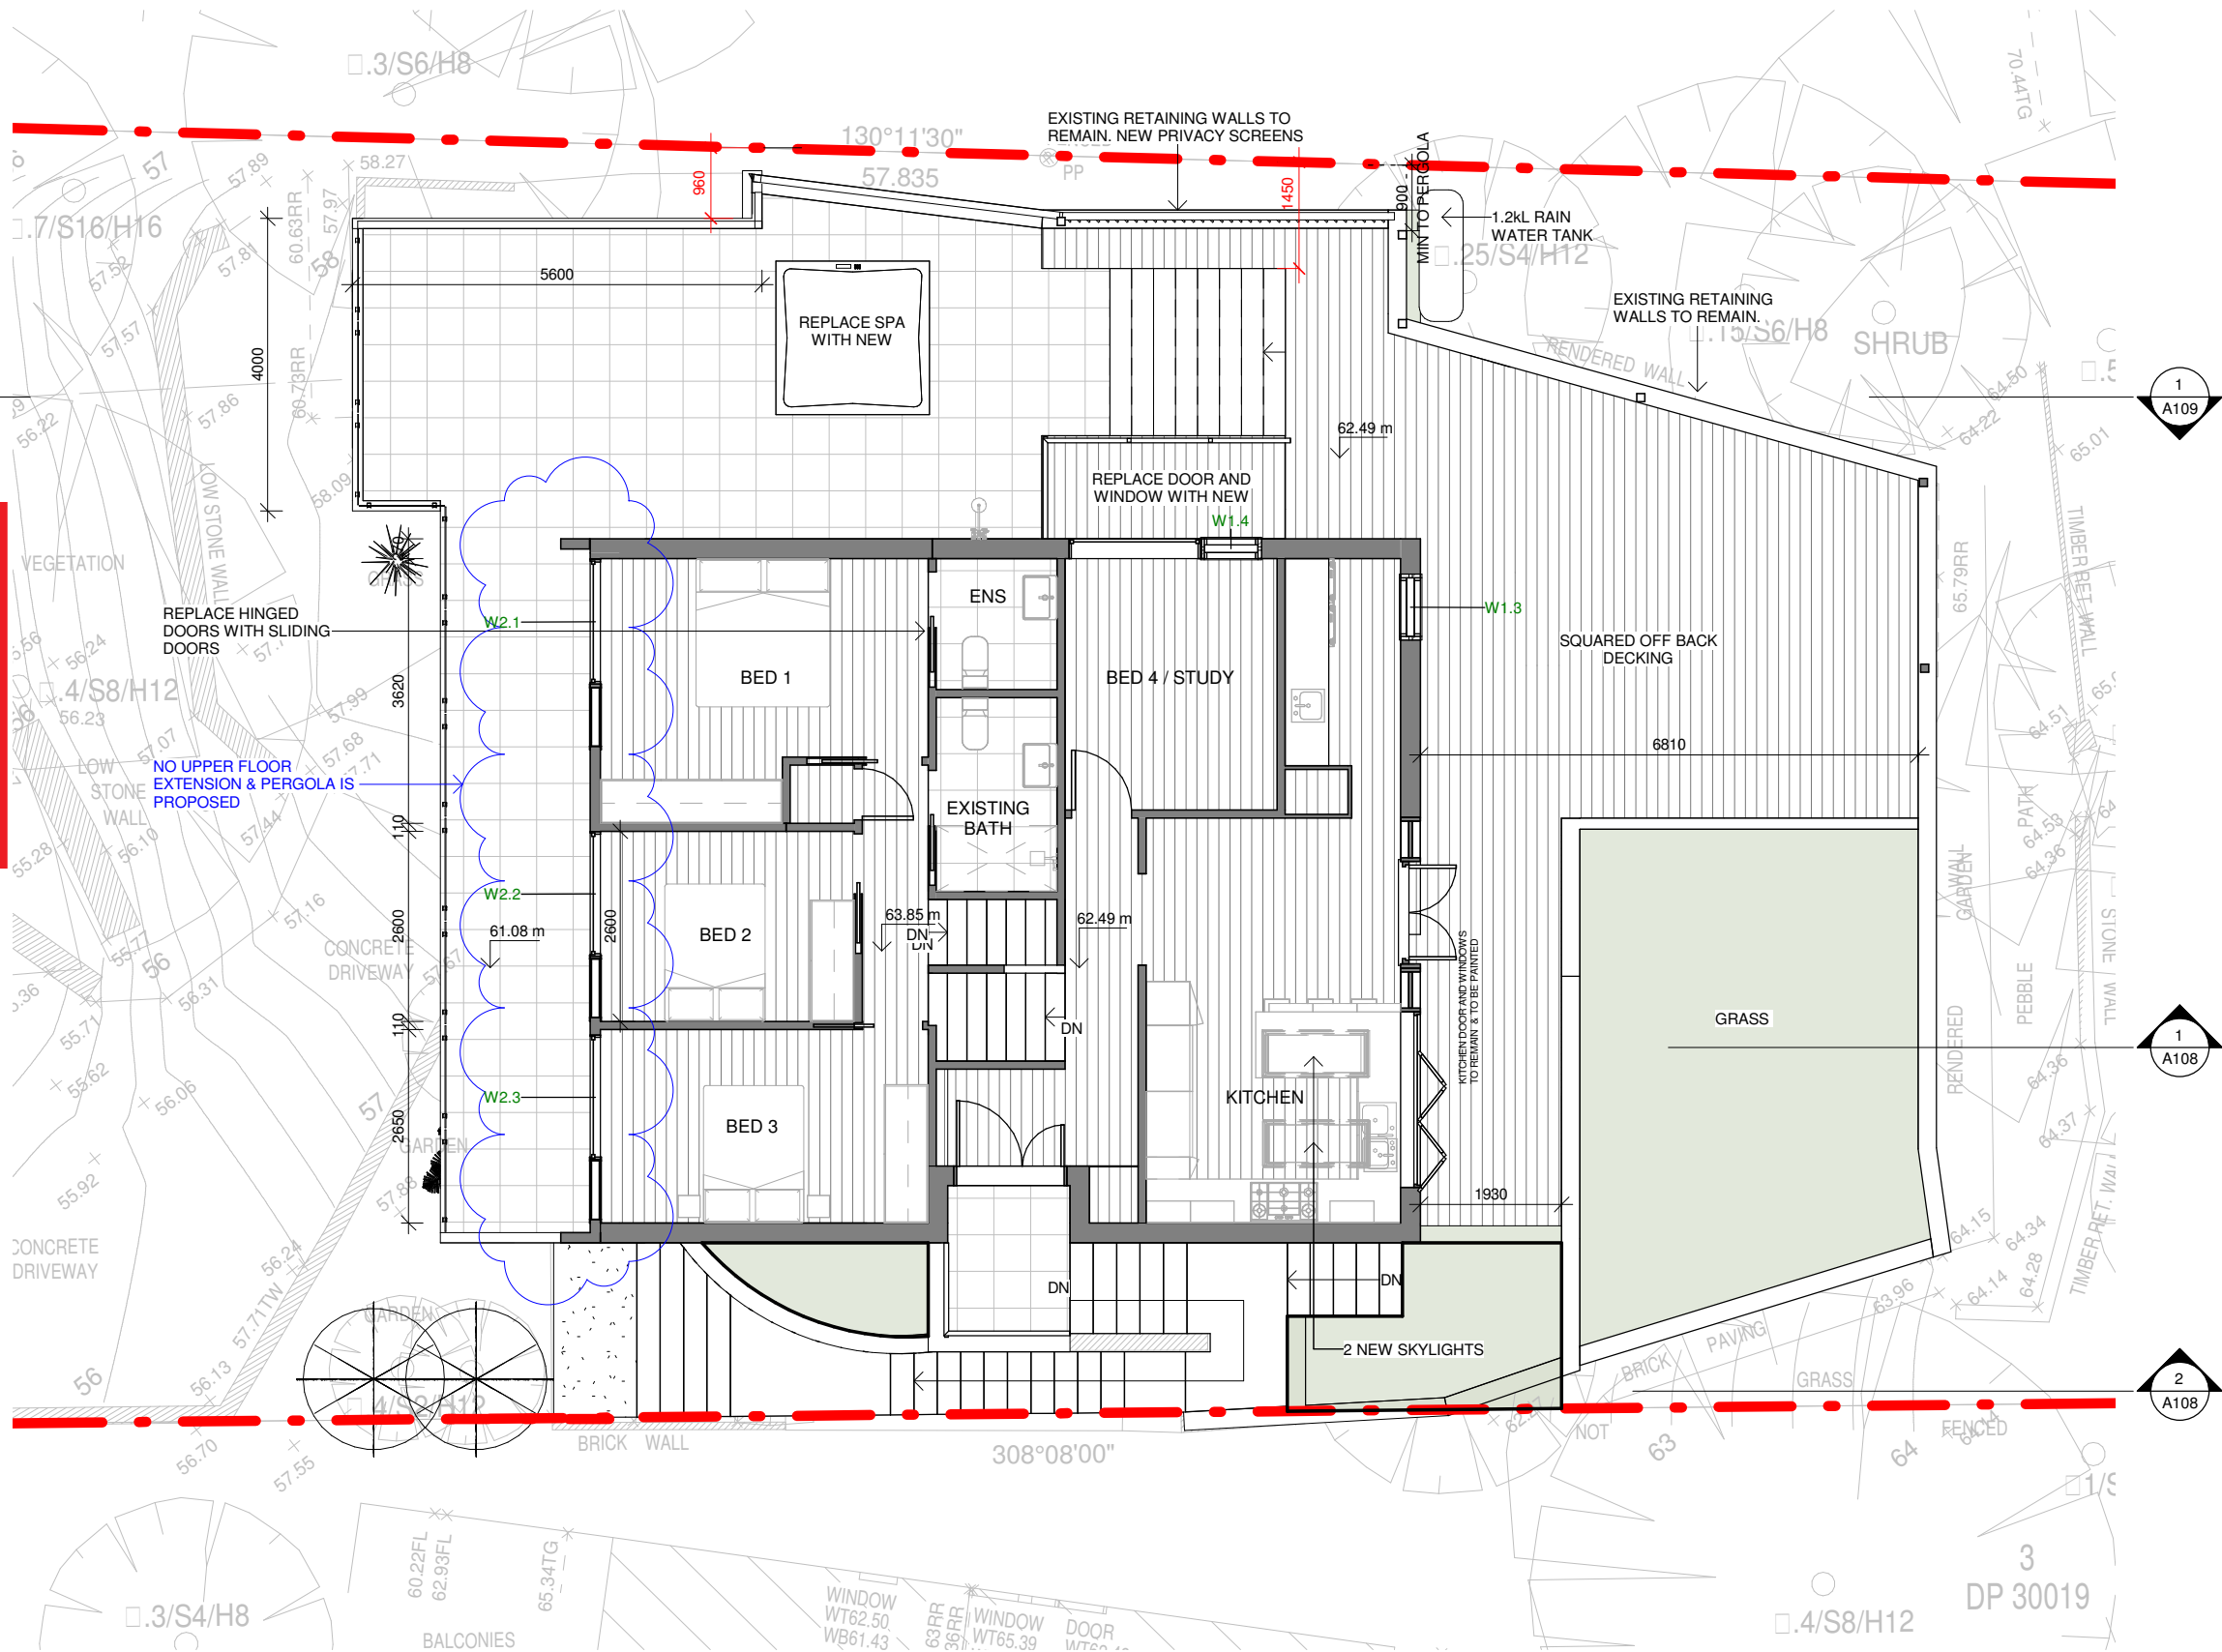 .3/S6/H8
70.44TG
EXISTING RETAINING WALLS TO
REMAIN. NEW PRIVACY SCREENS
130°11'30"
57.835
PP
960
1450
900 -
MIN TO PERGOLA
1.2kL RAIN
WATER TANK
.25/S4/H12
57
57.89
58.27
57.97
60.63RR
58
.7/S16/H16
57.81
57.52
57.57
5600
4000
REPLACE SPA
WITH NEW
EXISTING RETAINING
WALLS TO REMAIN.
.15/S6/H8
SHRUB
RENDERED WALL
64.50
64.22
65.01
1
A109
60.73RR
57.86
56.22
58.09
LOW STONE WALL
62.49 m
REPLACE DOOR AND
WINDOW WITH NEW
W1.4
VEGETATION
GRASS
TIMBER RET. WALL
65.79RR
REPLACE HINGED
DOORS WITH SLIDING
DOORS
W2.1
ENS
W1.3
SQUARED OFF BACK
DECKING
BED 1
BED 4 / STUDY
56.24
.4/S8/H12
56.23
57.99
57.07
57.68
57.71
3620
64.51
6810
NO UPPER FLOOR
EXTENSION & PERGOLA IS
PROPOSED
LOW
STONE
WALL
56.10
57.44
55.28
110
EXISTING
BATH
PATH
64.53
64.36
WALL
GARDEN
57.16
W2.2
2600
2600
BED 2
63.85 m
DN
DN
62.49 m
61.08 m
CONCRETE
DRIVEWAY
57.67
55.77
56
56.31
55.71
110
KITCHEN DOOR AND WINDOWS
TO REMAIN & TO BE PAINTED
STONE WALL
PEBBLE
RENDERED
GRASS
DN
1
A108
55.62
56.06
57
W2.3
2650
BED 3
KITCHEN
64.36
64.37
GARDEN
55.92
57.88
1930
64.15
64.34
64.14
64.28
TIMBER RET. WAL
CONCRETE
DRIVEWAY
56.24
57.71TW
DN
DN
63.96
GARDEN
2 NEW SKYLIGHTS
BRICK
PAVING
GRASS
56
56.13
2
A108
BRICK WALL
308°08'00"
NOT
63
64
FENCED
56.70
57.55
60.22FL
62.93FL
65.34TG
WINDOW
WT62.50
WB61.43
63RR
WINDOW
WT65.39
DOOR
.3/S4/H8
BALCONIES
3
DP 30019
.4/S8/H12